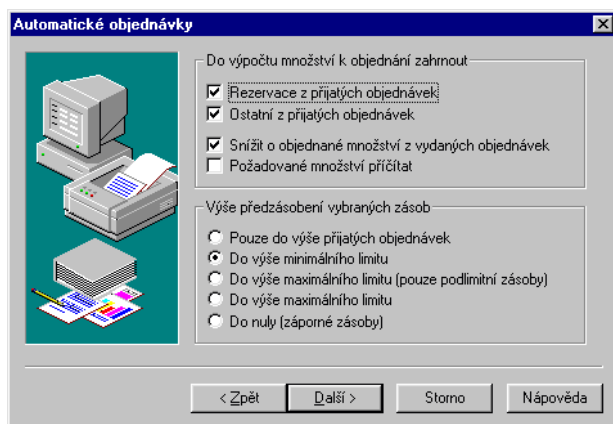 Automatické objednávky
Do výpočtu množství k objednání zahrnout
Rezervace z přijatých objednávek
Ostatní z přijatých objednávek
Snížit o objednané množství z vydaných objednávek
Požadované množství přičítat
Výše předzásobení vybraných zásob
Pouze do výše přijatých objednávek
Do výše minimálního limitu
Do výše maximálního limitu (pouze podlimitní zásoby)
Do výše maximálního limitu
Do nuly (záporné zásoby)
< Zpět
Další >
Storno
Nápověda